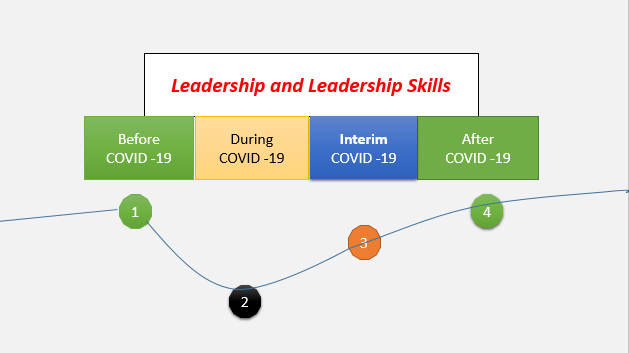 Leadership and Leadership Skills
Before
COVID -19
During
COVID -19
Interim
COVID -19
After
COVID -19
1
2
3
4